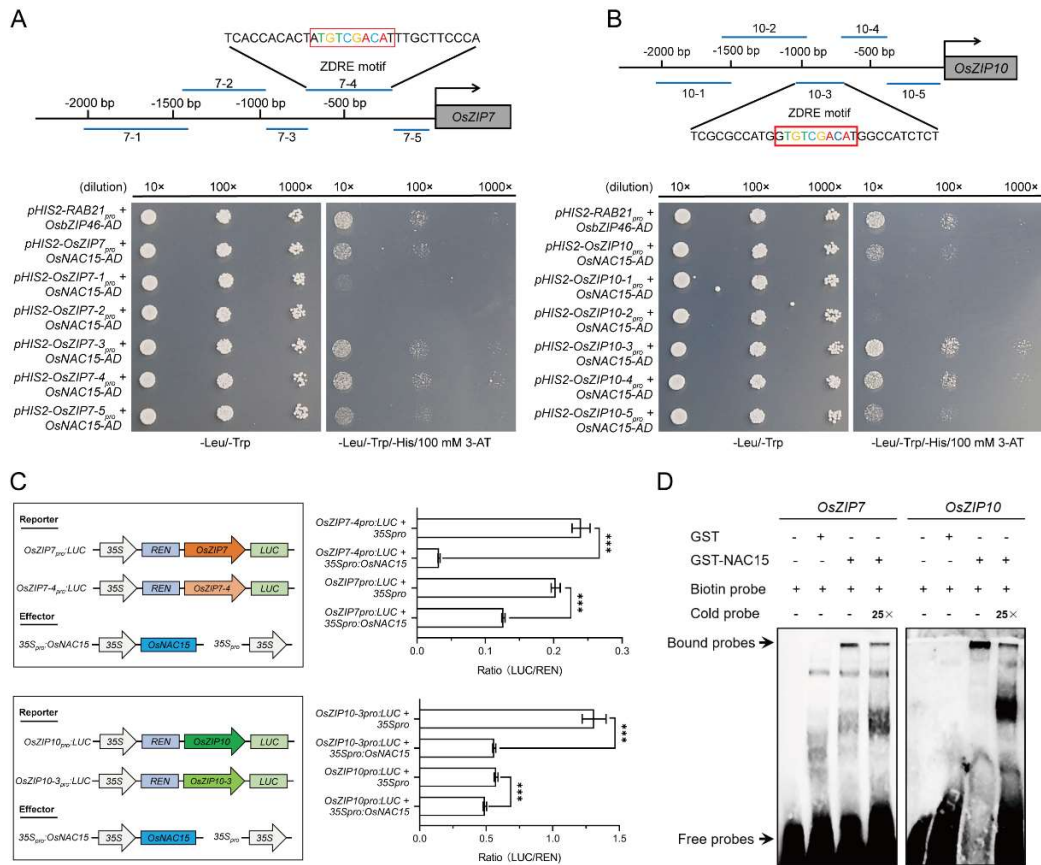 A
TCACCACACTATGTCGACATTTGCTTCCCA
ZDRE motif
7-2
7-4
-2000 bp
-1500 bp
-1000 bp
-500 bp
OsZIP7
7-1
7-3
7-5
(dilution)
10×
100×
1000×
10×
100×
1000×
pHIS2-RAB21pro +
OsbZIP46-AD
pHIS2-OsZIP7pro +
OsNAC15-AD
pHIS2-OsZIP7-1pro +
OsNAC15-AD
pHIS2-OsZIP7-2pro +
OsNAC15-AD
pHIS2-OsZIP7-3pro +
OsNAC15-AD
pHIS2-OsZIP7-4pro +
OsNAC15-AD
pHIS2-OsZIP7-5pro +
OsNAC15-AD
-Leu/-Trp
-Leu/-Trp/-His/100 mM 3-AT
B
10-2
10-4
-2000 bp
-1500 bp
-1000 bp
-500 bp
OsZIP10
10-1
10-3
10-5
ZDRE motif
TCGCGCCATGGTGTCGACATGGCCATCTCT
(dilution)
10×
100×
1000×
10×
100×
1000×
pHIS2-RAB21pro +
OsbZIP46-AD
pHIS2-OsZIP10pro +
OsNAC15-AD
pHIS2-OsZIP10-1pro +
OsNAC15-AD
pHIS2-OsZIP10-2pro +
OsNAC15-AD
pHIS2-OsZIP10-3pro +
OsNAC15-AD
pHIS2-OsZIP10-4pro +
OsNAC15-AD
pHIS2-OsZIP10-5pro +
OsNAC15-AD
-Leu/-Trp
-Leu/-Trp/-His/100 mM 3-AT
C
Reporter
OsZIP7pro:LUC 35S REN OsZIP7 LUC
OsZIP7-4pro:LUC 35S REN OsZIP7-4 LUC
Effector
35Spro:OsNAC15 35S OsNAC15 35Spro 35S
OsZIP7-4pro:LUC +
35Spro
OsZIP7-4pro:LUC +
35Spro:OsNAC15
OsZIP7pro:LUC +
35Spro
OsZIP7pro:LUC +
35Spro:OsNAC15
***
***
0.0 0.1 0.2 0.3
Ratio (LUC/REN)
Reporter
OsZIP10pro:LUC 35S REN OsZIP10 LUC
OsZIP10-3pro:LUC 35S REN OsZIP10-3 LUC
Effector
35Spro:OsNAC15 35S OsNAC15 35Spro 35S
OsZIP10-3pro:LUC +
35Spro
OsZIP10-3pro:LUC +
35Spro:OsNAC15
OsZIP10pro:LUC +
35Spro
OsZIP10pro:LUC +
35Spro:OsNAC15
***
***
0.0 0.5 1.0 1.5
Ratio (LUC/REN)
D
OsZIP7 OsZIP10
GST - + - - - + - -
GST-NAC15 - - + + - - + +
Biotin probe + + + + + + + +
Cold probe - - - 25× - - - 25×
Bound probes
Free probes